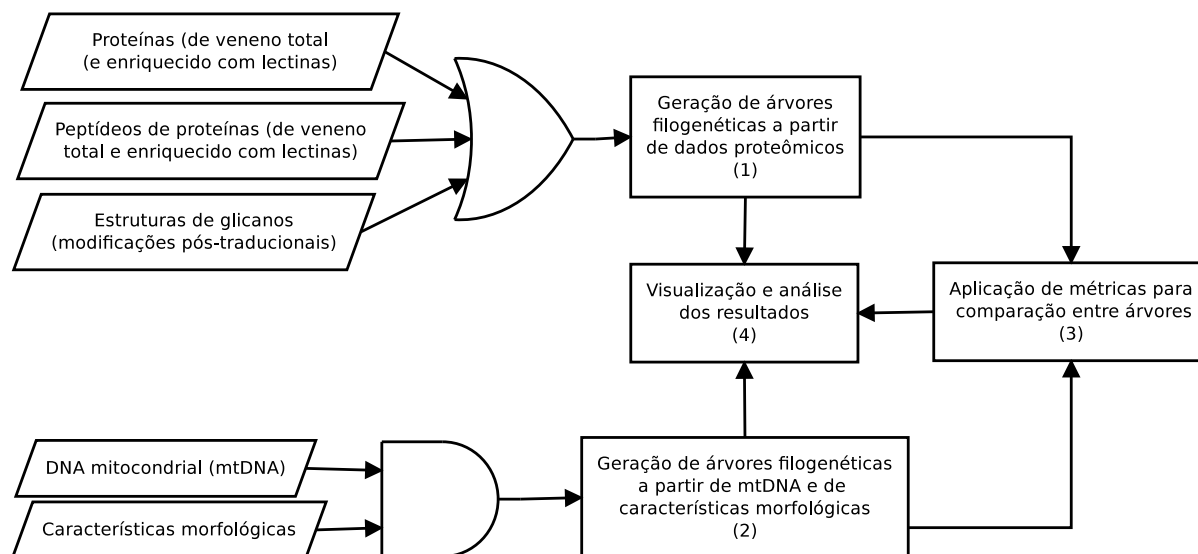 Proteínas (de veneno total
(e enriquecido com lectinas)
Peptídeos de proteínas (de veneno
total e enriquecido com lectinas)
Estruturas de glicanos
(modificações pós-traducionais)
Geração de árvores
filogenéticas a partir
de dados proteômicos
(1)
Visualização e análise
dos resultados
(4)
Aplicação de métricas para
comparação entre árvores
(3)
DNA mitocondrial (mtDNA)
Características morfológicas
Geração de árvores filogenéticas
a partir de mtDNA e de
características morfológicas
(2)